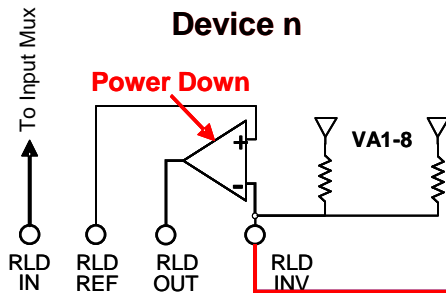 Device n
To Input Mux
Power Down
VA1-8
+
-
RLD IN
RLD REF
RLD OUT
RLD INV